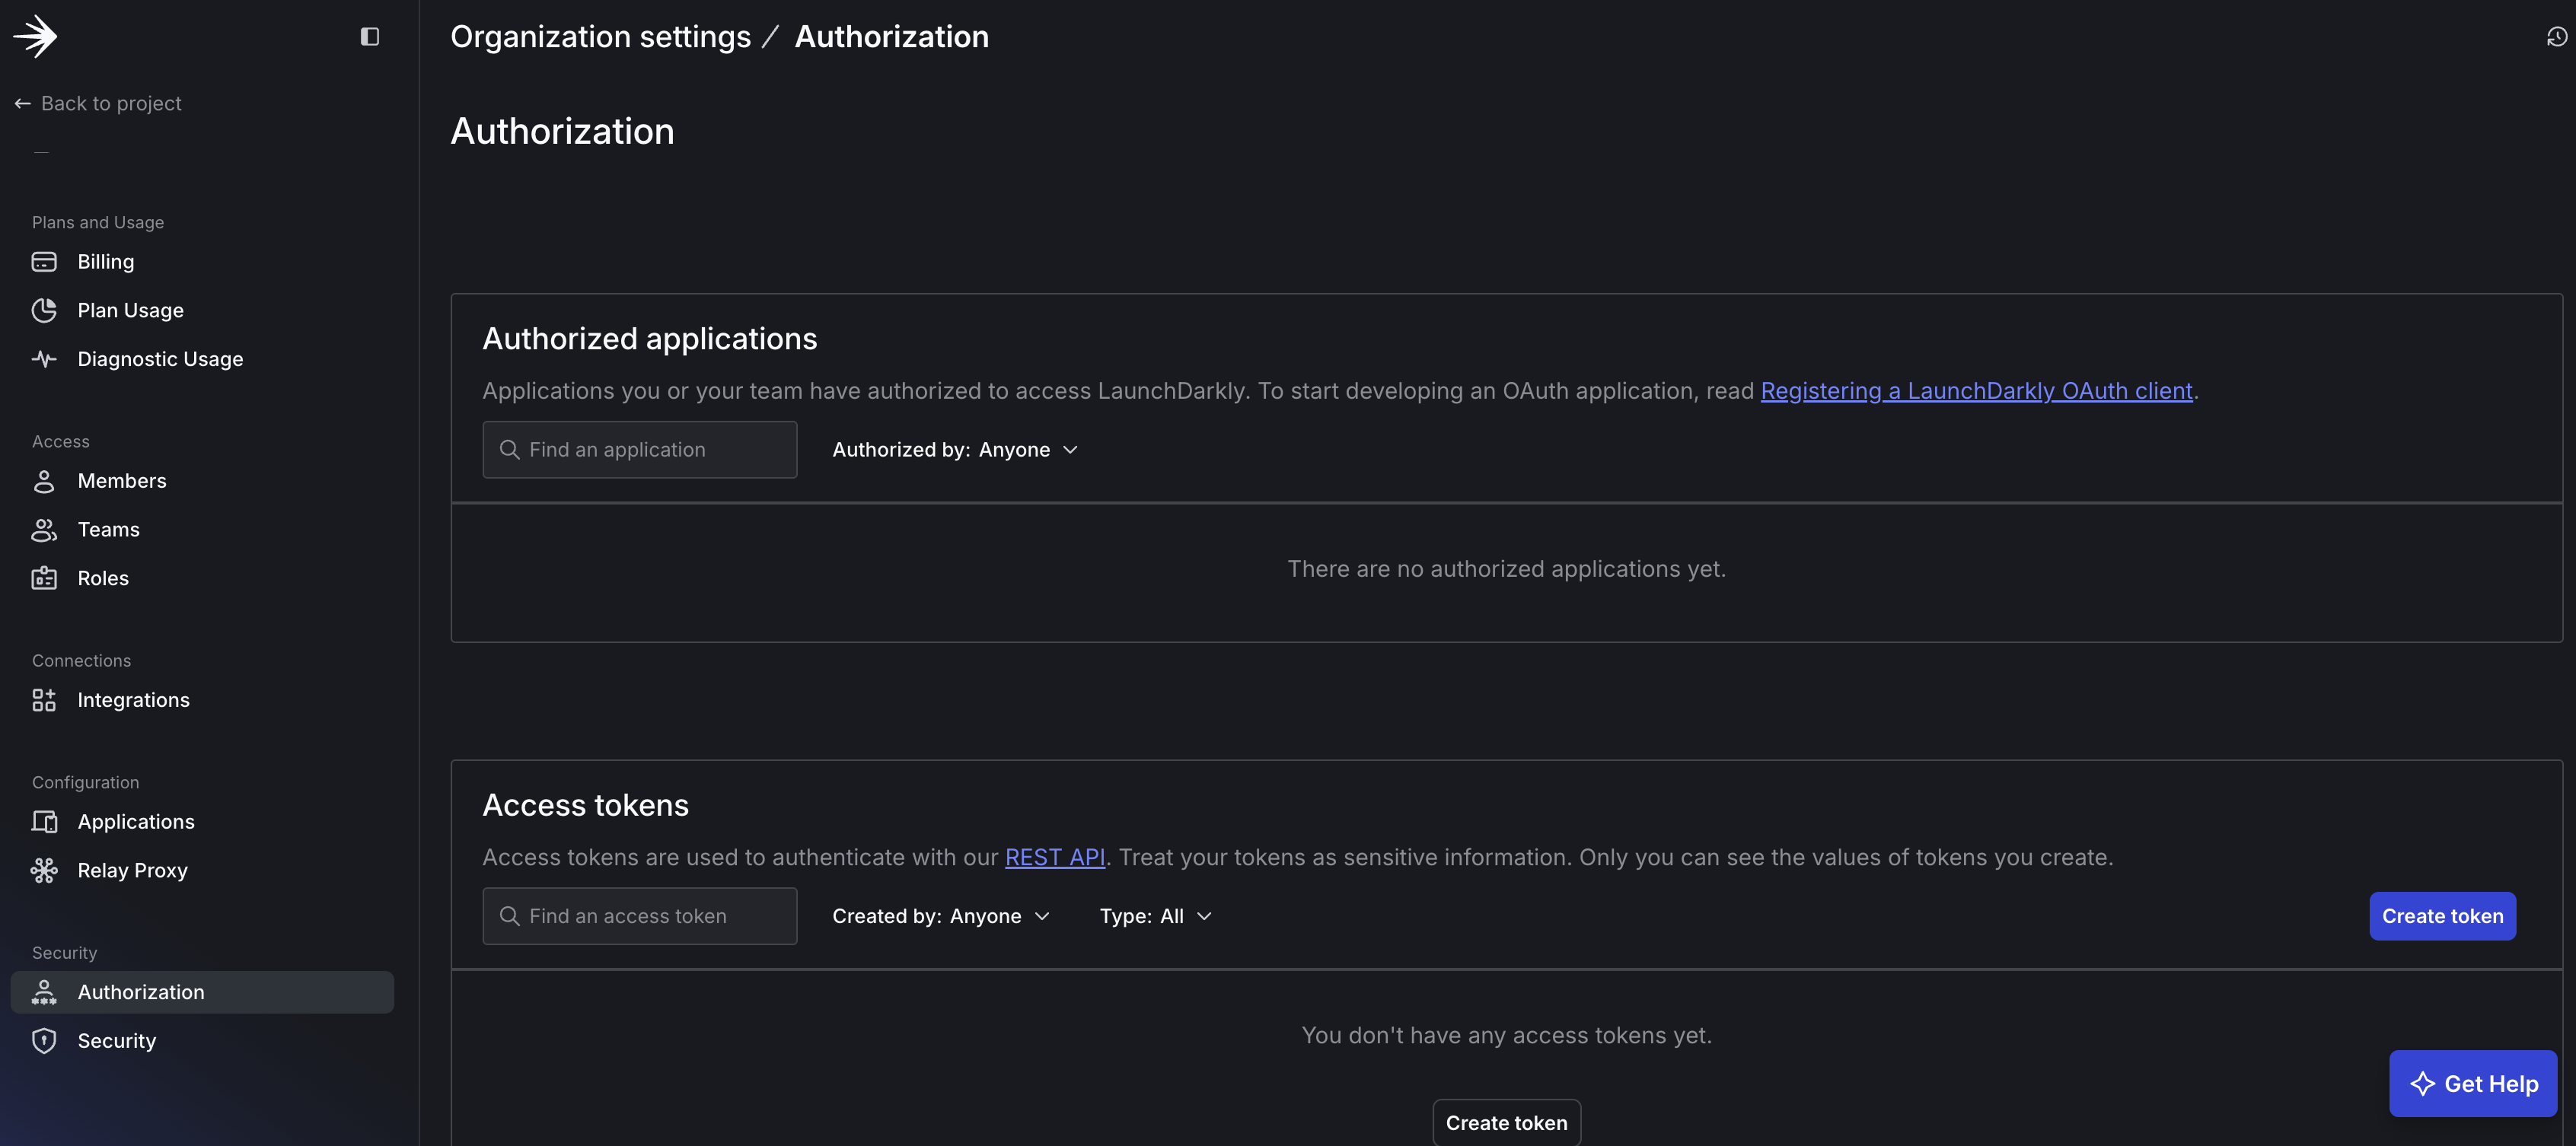 Back to project
Plans and Usage
Billing
Plan Usage
Diagnostic Usage
Access
Members
Teams
Roles
Connections
Integrations
Configuration
Applications
Relay Proxy
Security
Authorization
Security
Organization settings / Authorization
Authorization
Authorized applications
Applications you or your team have authorized to access LaunchDarkly. To start developing an OAuth application, read Registering a LaunchDarkly OAuth client.
Find an application
Authorized by: Anyone
There are no authorized applications yet.
Access tokens
Access tokens are used to authenticate with our REST API. Treat your tokens as sensitive information. Only you can see the values of tokens you create.
Find an access token
Created by: Anyone
Type: All
Create token
You don't have any access tokens yet.
Create token
Get Help